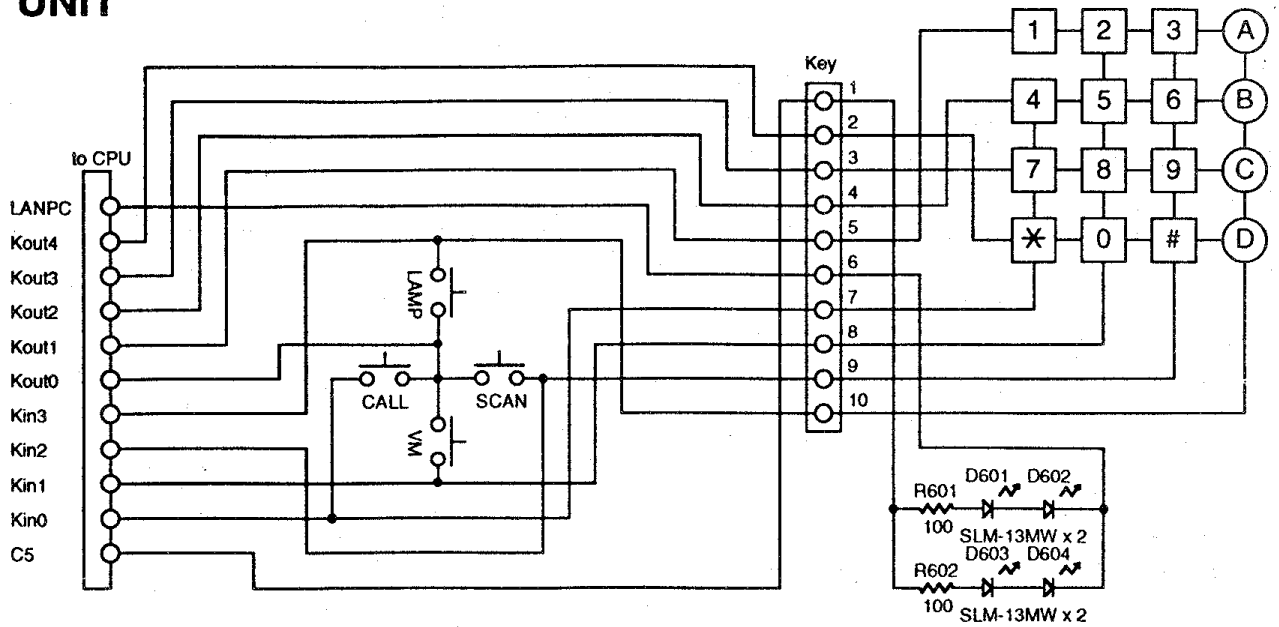 UNIT
to CPU
LANPC
Kout4
Kout3
Kout2
Kout1
Kout0
Kin3
Kin2
Kin1
Kin0
C5
LAMP
CALL
SCAN
VM
Key
1
2
3
4
5
6
7
8
9
10
1 2 3 A
4 5 6 B
7 8 9 C
* 0 # D
R601
100
D601 D602
SLM-13MW x 2
R602
100
D603 D604
SLM-13MW x 2